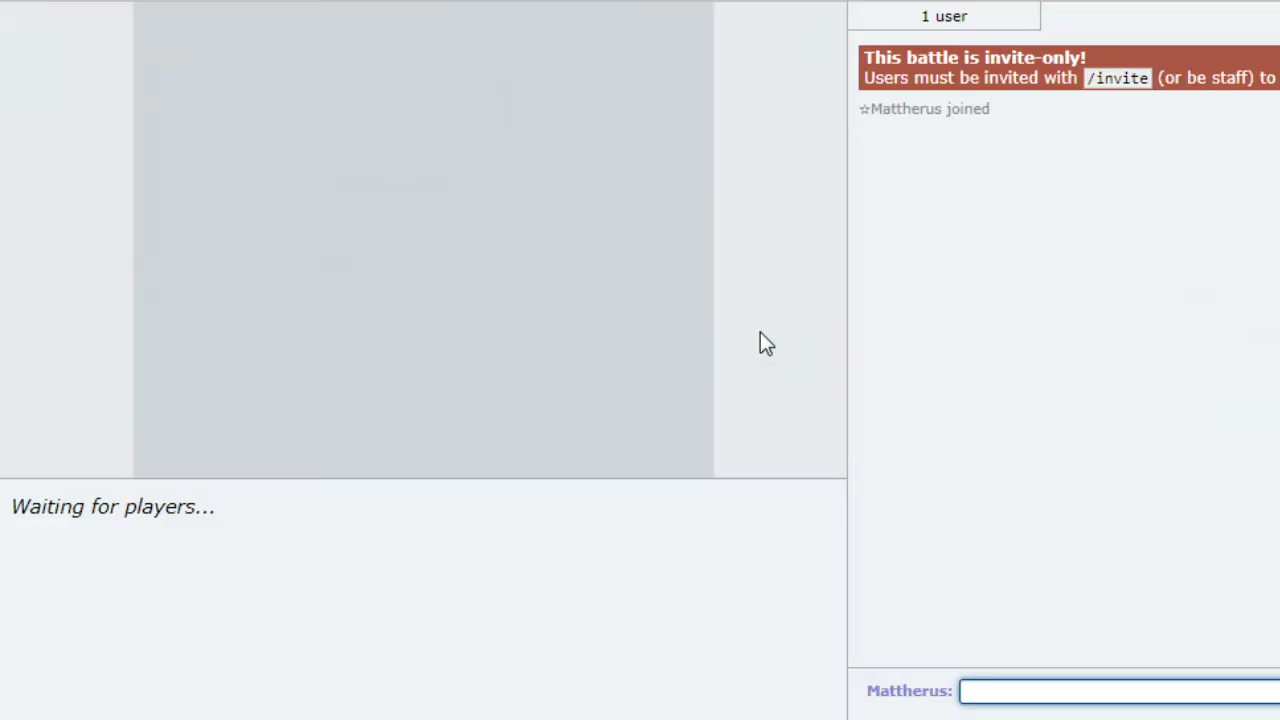 1 user
This battle is invite-only!
Users must be invited with /invite (or be staff) to
☆Mattherus joined
Waiting for players...
Mattherus: